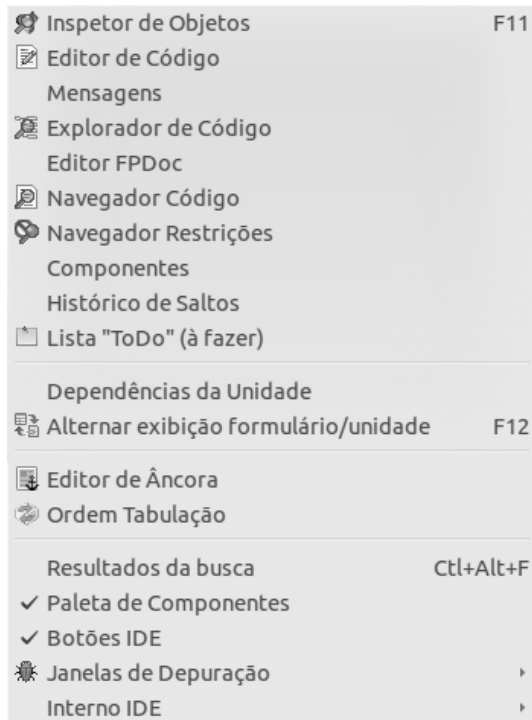 Inspetor de Objetos F11
Editor de Código
Mensagens
Explorador de Código
Editor FPDoc
Navegador Código
Navegador Restrições
Componentes
Histórico de Saltos
Lista "ToDo" (à fazer)
Dependências da Unidade
Alternar exibição formulário/unidade F12
Editor de Âncora
Ordem Tabulação
Resultados da busca Ctl+Alt+F
Paleta de Componentes
Botões IDE
Janelas de Depuração
Interno IDE